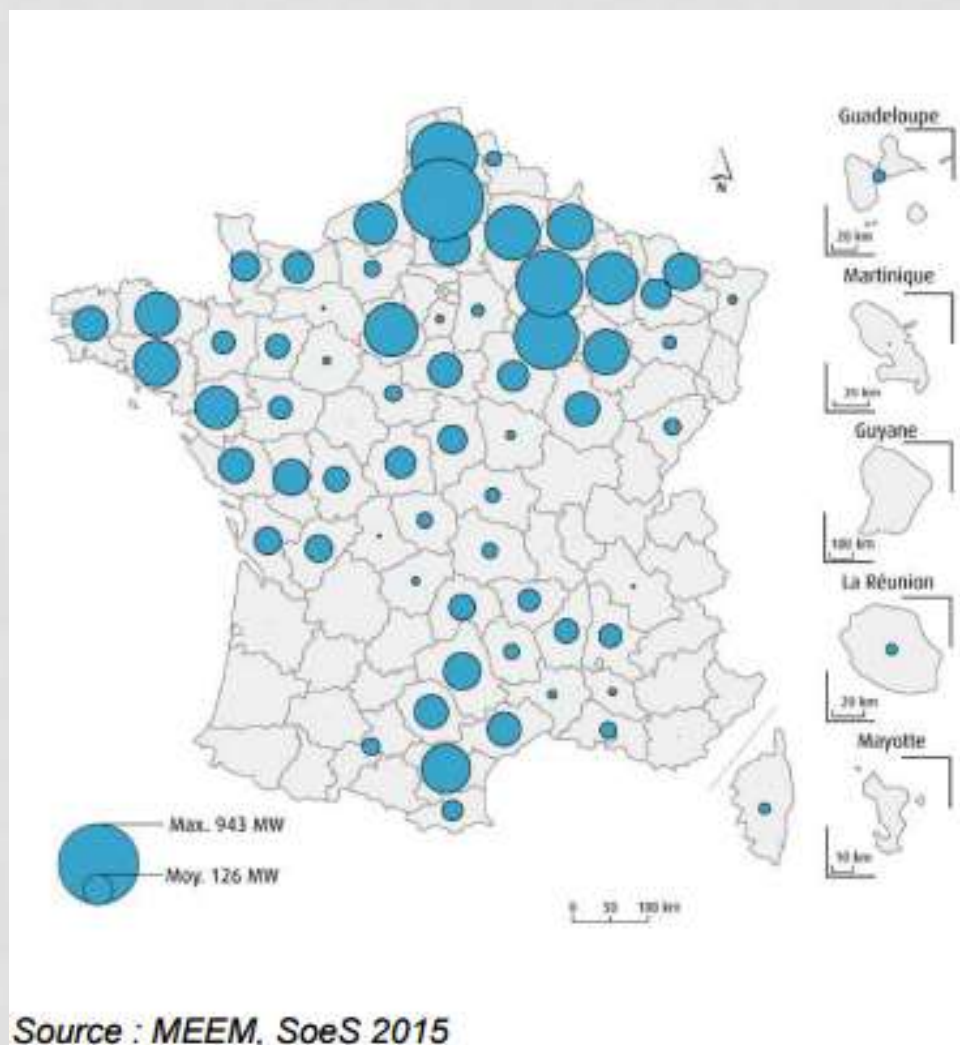 Guadeloupe
20 km
Martinique
20 km
Guyane
100 km
La Réunion
20 km
Mayotte
10 km
N
Max. 943 MW
Moy. 126 MW
0 50 100 km
Source : MEEM, SoeS 2015